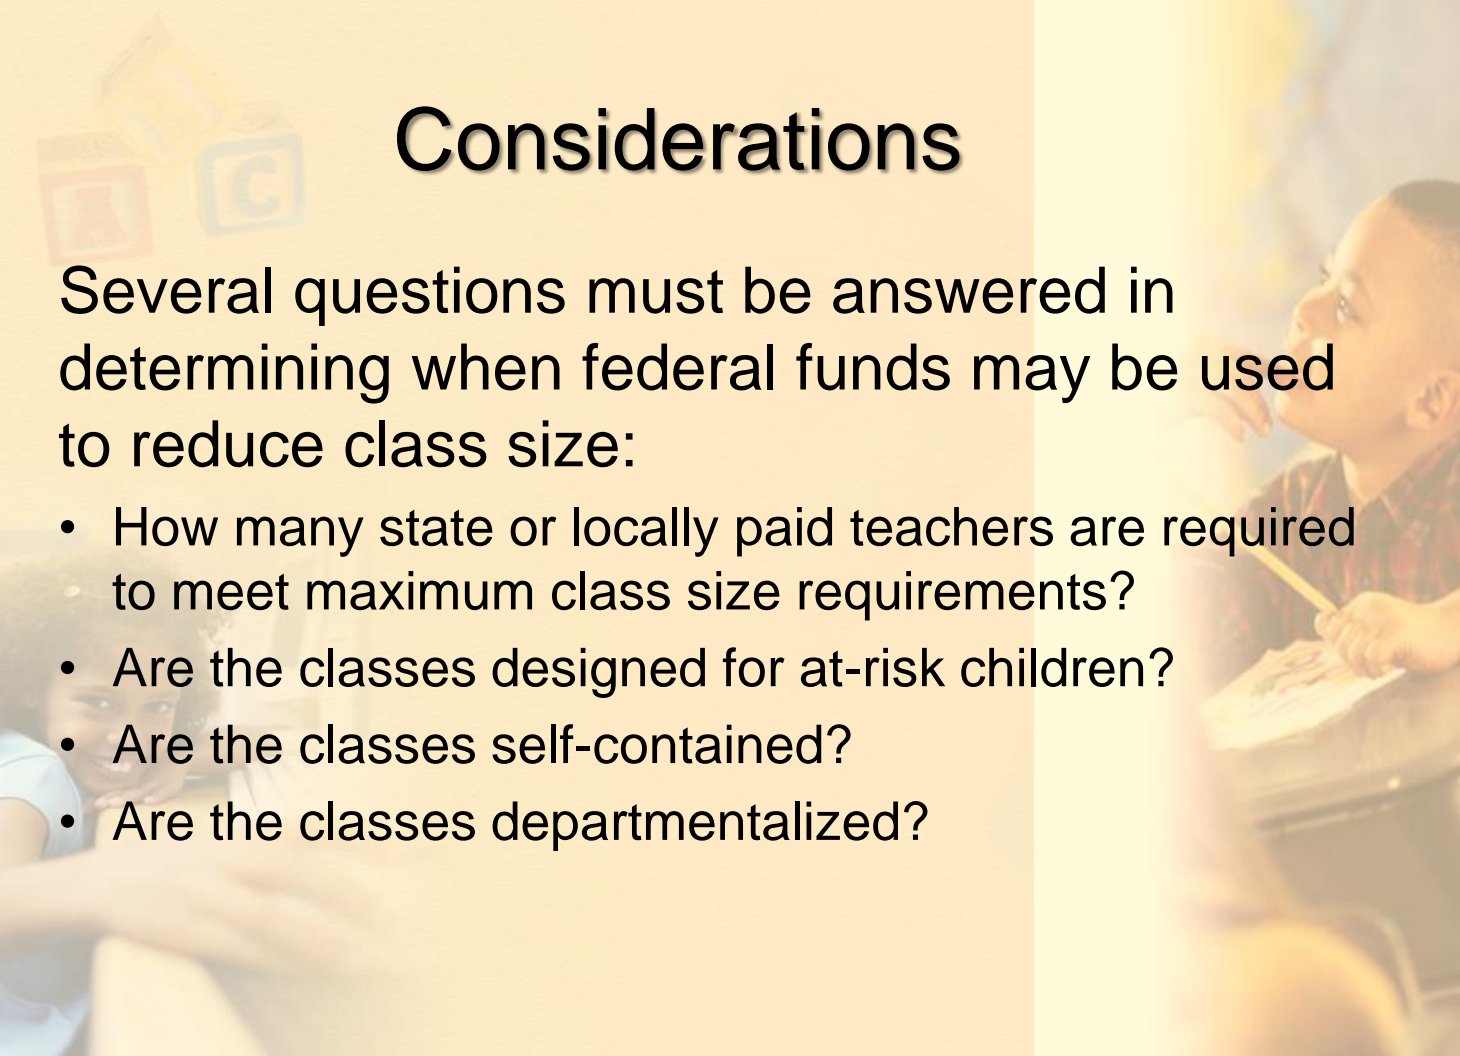 A
C
Considerations
Several questions must be answered in
determining when federal funds may be used
to reduce class size:
• How many state or locally paid teachers are required
to meet maximum class size requirements?
• Are the classes designed for at-risk children?
• Are the classes self-contained?
• Are the classes departmentalized?